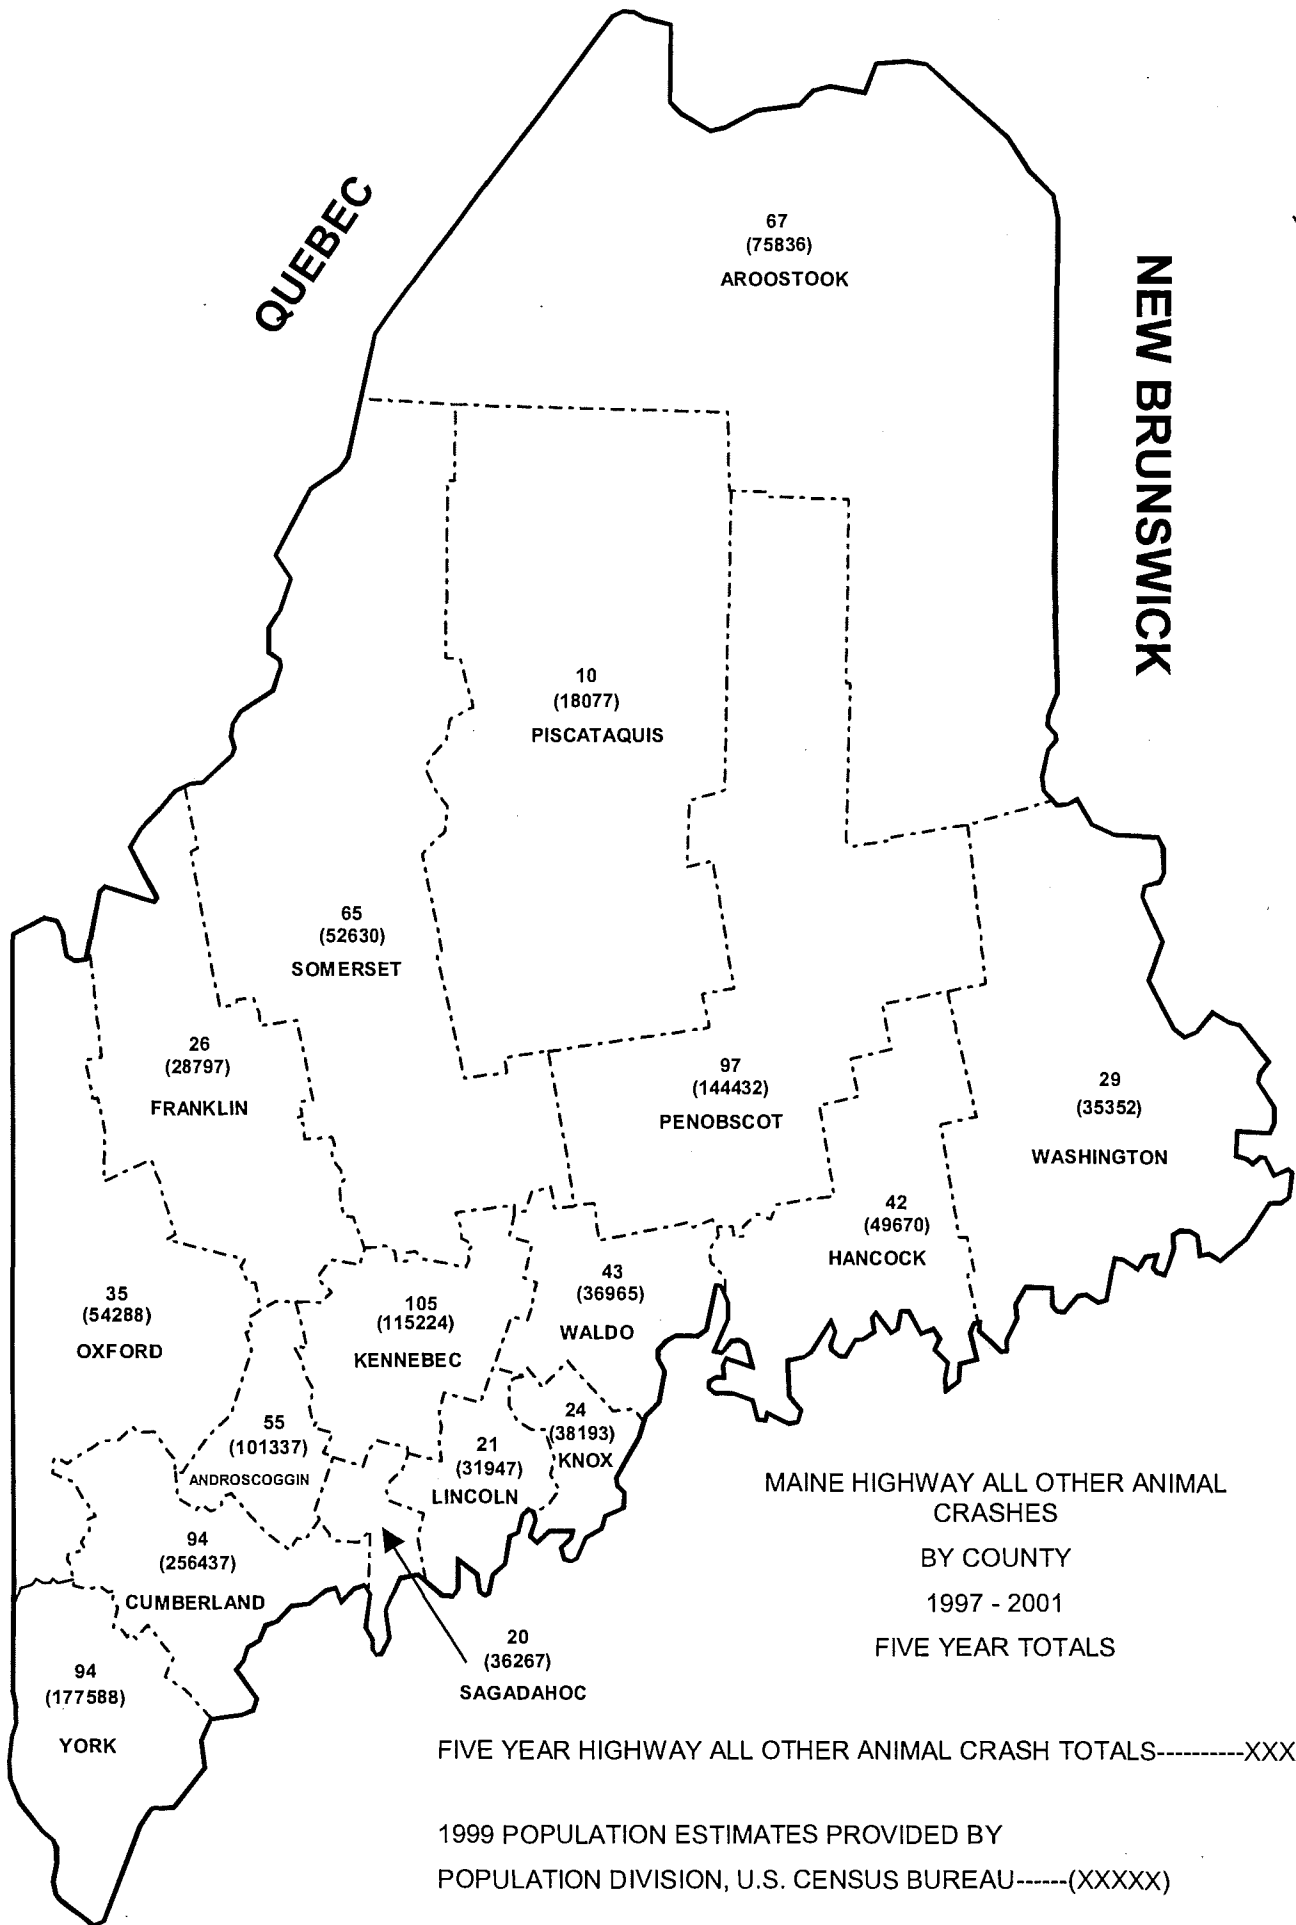 QUEBEC
NEW BRUNSWICK
67
(75836)
AROOSTOOK
10
(18077)
PISCATAQUIS
65
(52630)
SOMERSET
26
(28797)
FRANKLIN
97
(144432)
PENOBSCOT
29
(35352)
WASHINGTON
42
(49670)
HANCOCK
43
(36965)
WALDO
35
(54288)
OXFORD
105
(115224)
KENNEBEC
24
(38193)
KNOX
55
(101337)
ANDROSCOGGIN
21
(31947)
LINCOLN
94
(256437)
CUMBERLAND
20
(36267)
SAGADAHOC
94
(177588)
YORK
MAINE HIGHWAY ALL OTHER ANIMAL
CRASHES
BY COUNTY
1997 - 2001
FIVE YEAR TOTALS
FIVE YEAR HIGHWAY ALL OTHER ANIMAL CRASH TOTALS----------XXX
1999 POPULATION ESTIMATES PROVIDED BY
POPULATION DIVISION, U.S. CENSUS BUREAU------(XXXXX)